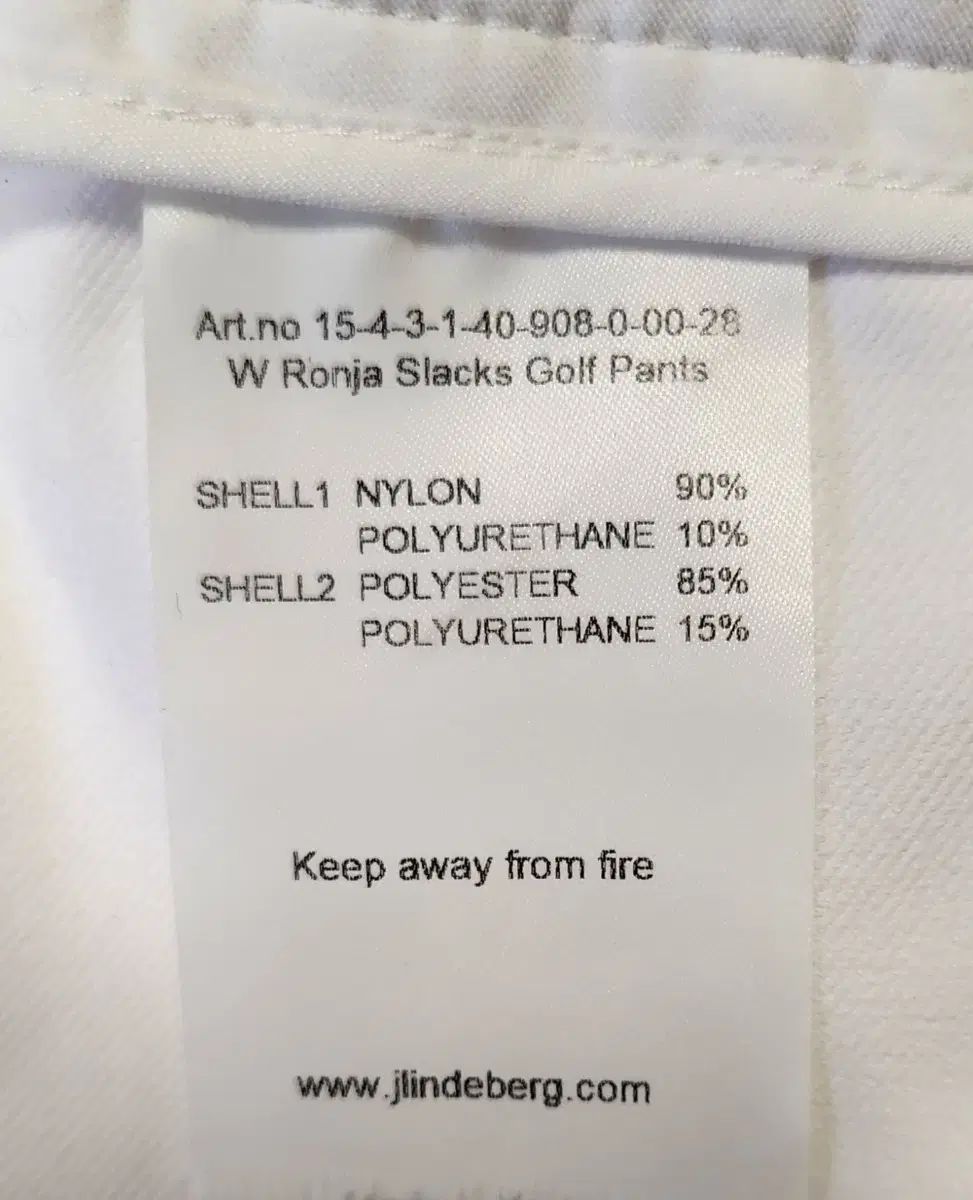 Art.no 15-4-3-1-40-908-0-00-28
W Ronja Slacks Golf Pants
SHELL1 NYLON 90%
POLYURETHANE 10%
SHELL2 POLYESTER 85%
POLYURETHANE 15%
Keep away from fire
www.jlindeberg.com